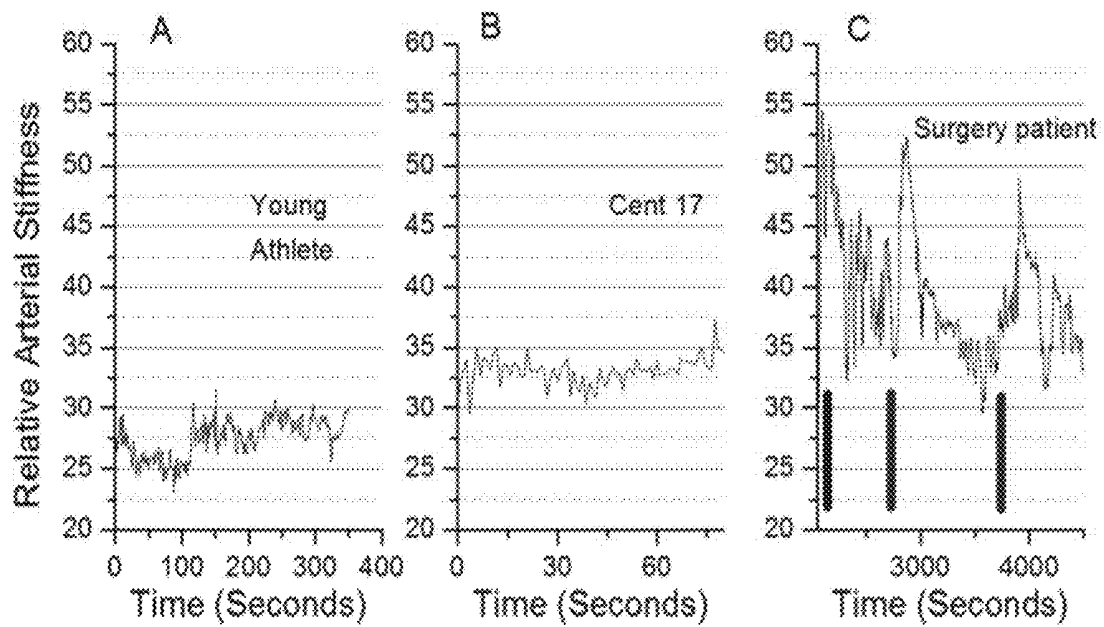 A
60
55
50
45
40
35
30
25
20
Relative Arterial Stiffness
Young
Athlete
0 100 200 300 400
Time (Seconds)
B
60
55
50
45
40
35
30
25
20
Cent 17
0 30 60
Time (Seconds)
C
60
55
50
45
40
35
30
25
20
Surgery patient
3000 4000
Time (Seconds)